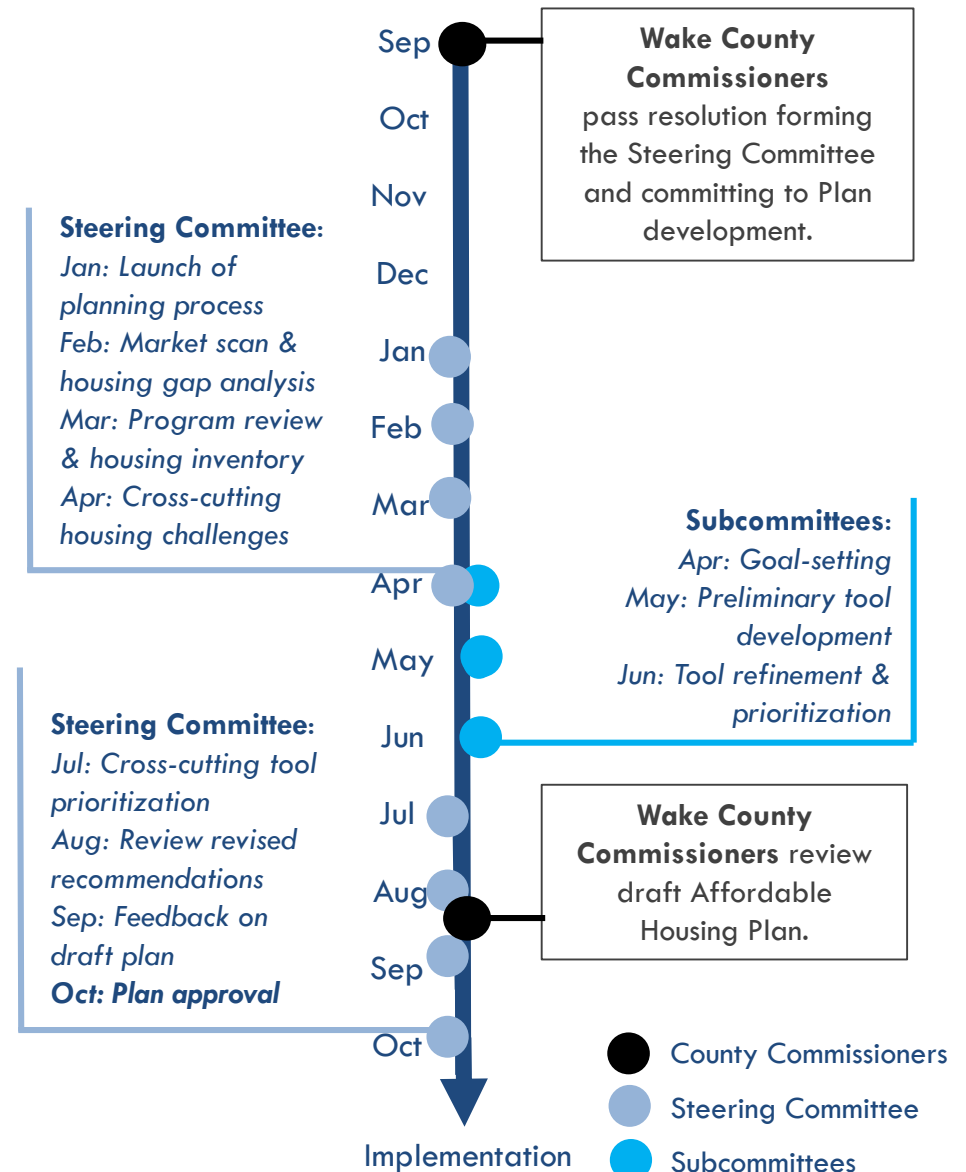 Sep
Oct
Nov
Dec
Jan
Feb
Mar
Apr
May
Jun
Jul
Aug
Sep
Oct
Implementation
Wake County
Commissioners
pass resolution forming
the Steering Committee
and committing to Plan
development.
Steering Committee:
Jan: Launch of
planning process
Feb: Market scan &
housing gap analysis
Mar: Program review
& housing inventory
Apr: Cross-cutting
housing challenges
Subcommittees:
Apr: Goal-setting
May: Preliminary tool
development
Jun: Tool refinement &
prioritization
Steering Committee:
Jul: Cross-cutting tool
prioritization
Aug: Review revised
recommendations
Sep: Feedback on
draft plan
Oct: Plan approval
Wake County
Commissioners review
draft Affordable
Housing Plan.
County Commissioners
Steering Committee
Subcommittees